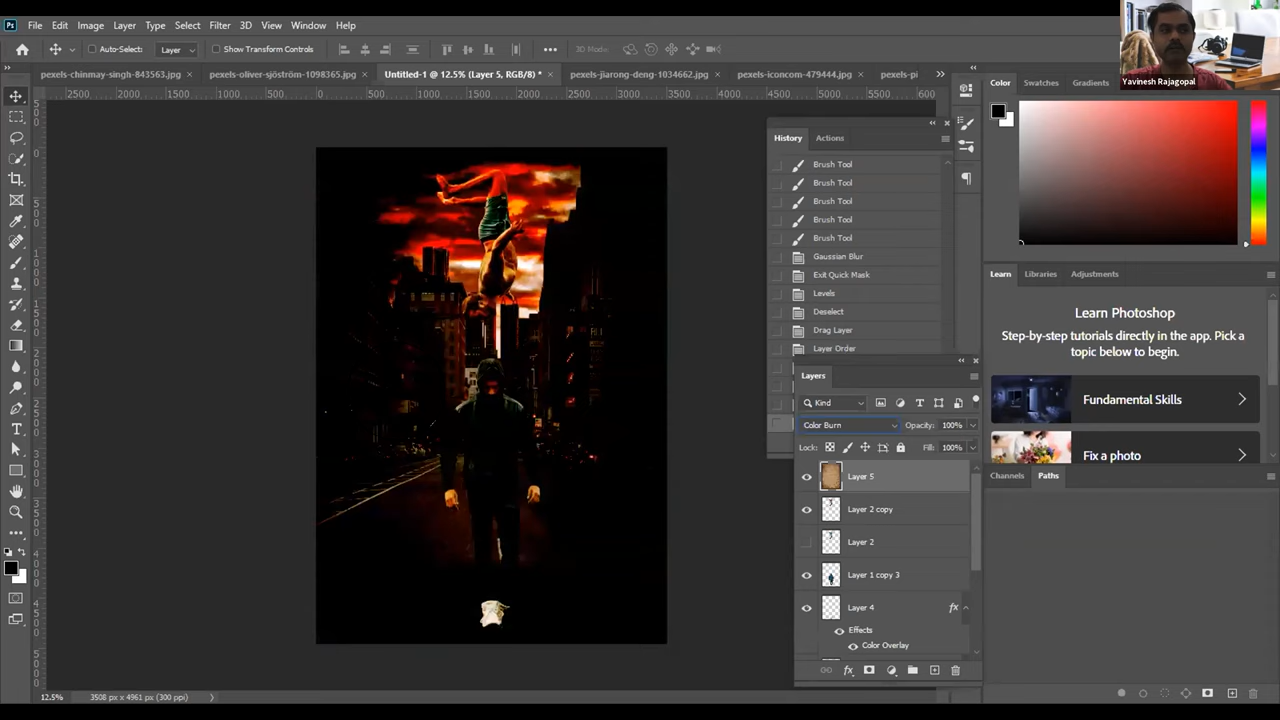 File Edit Image Layer Type Select Filter 3D View Window Help
Auto-Select: Layer Show Transform Controls 3D Mode:
Yavinesh Rajagopal
pexels-chinmay-singh-843563.jpg × pexels-oliver-sjöström-1098365.jpg × Untitled-1 @ 12.5% (Layer 5, RGB/8) * × pexels-jiarong-deng-1034662.jpg × pexels-iconcom-479444.jpg × pexels-pi
2500 2000 1500 1000 500 0 500 1000 1500 2000 2500 4500 5000 5500 600
Color Swatches Gradients
History Actions
Brush Tool
Brush Tool
Brush Tool
Brush Tool
Brush Tool
Gaussian Blur
Exit Quick Mask
Levels
Deselect
Drag Layer
Layer Order
Learn Libraries Adjustments
Learn Photoshop
Step-by-step tutorials directly in the app. Pick a
topic below to begin.
Fundamental Skills
Fix a photo
Layers
Kind
Color Burn Opacity: 100%
Lock: Fill: 100%
Layer 5
Layer 2 copy
Layer 2
Layer 1 copy 3
Layer 4 fx
Effects
Color Overlay
Channels Paths
12.5% 3508 px x 4961 px (300 ppi)